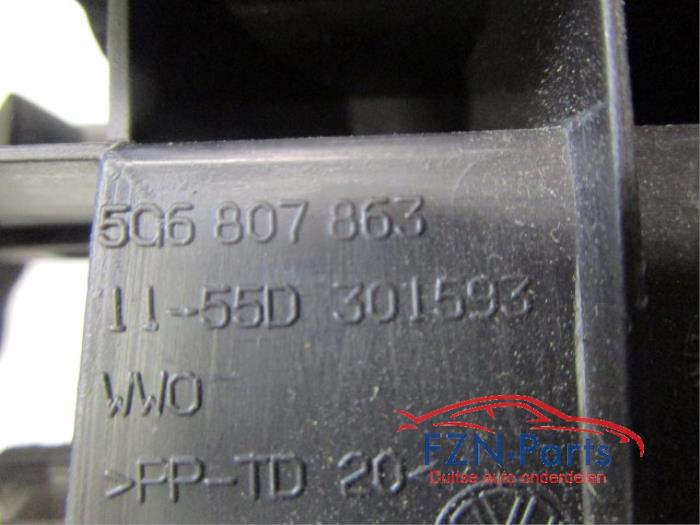 5G6 807 863
11-55D 301593
WWO
>PP-TD 20<
FZN-Parts
Duitse auto onderdelen